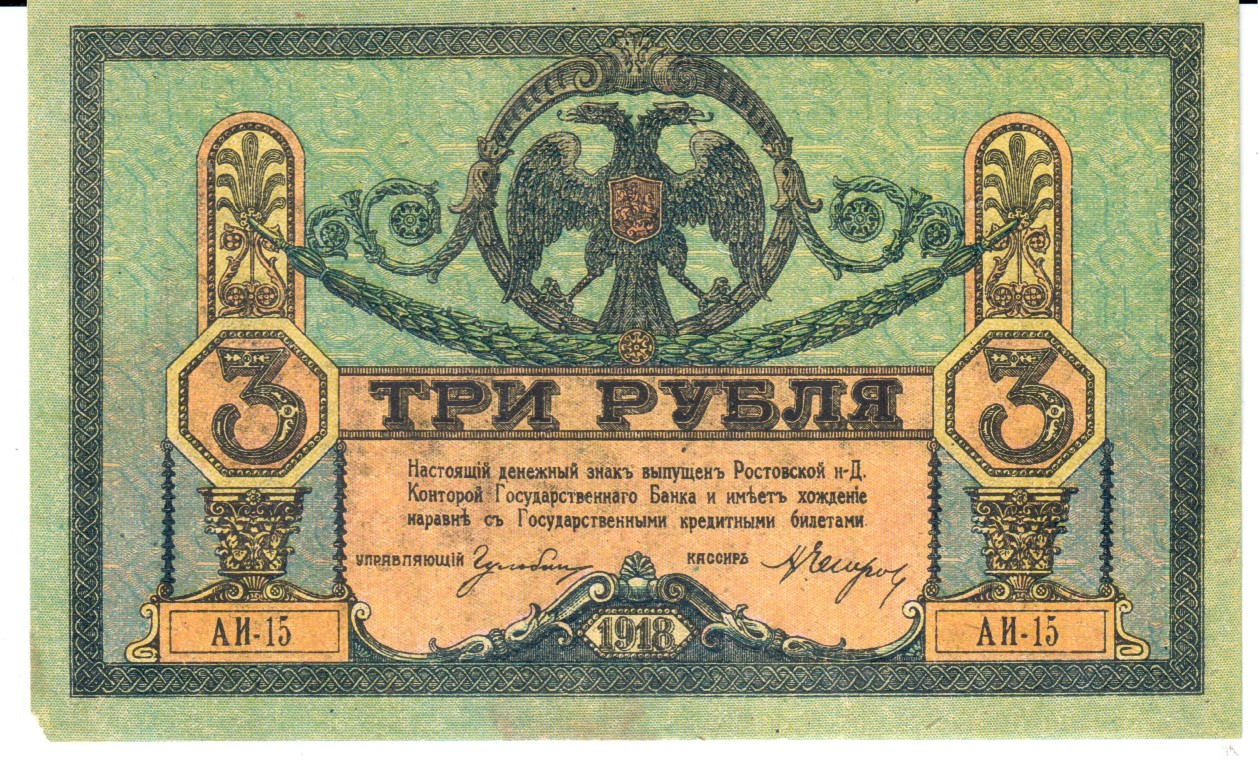 3 ТРИ РУБЛЯ 3
Настоящій денежный знакъ выпущенъ Ростовской н-Д.
Конторой Государственнаго Банка и имѣетъ хожденіе
наравнѣ съ Государственными кредитными билетами
УПРАВЛЯЮЩІЙ КАССИРЪ
АИ-15 1918 АИ-15